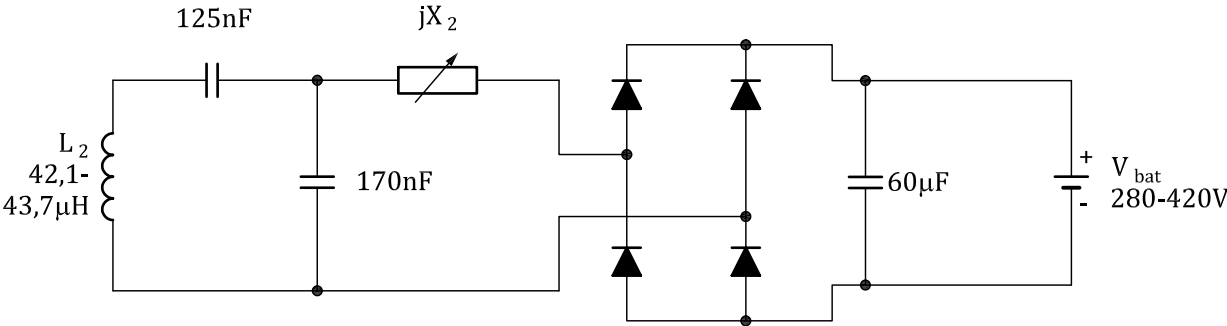 125nF
jX 2
L 2
42,1-
43,7µH
170nF
60µF
+
-
V bat
280-420V